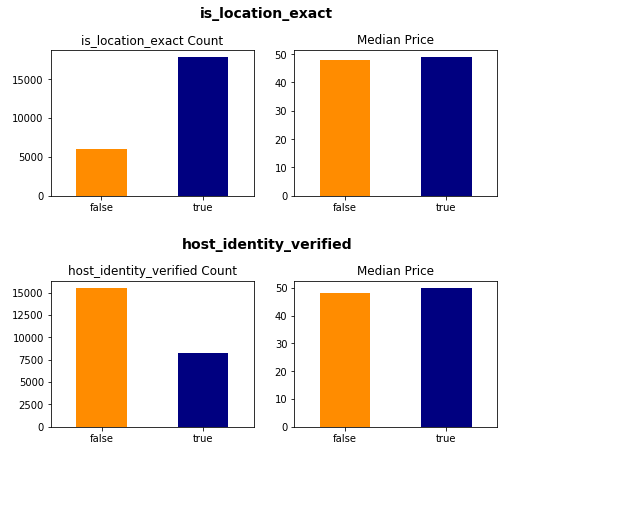 is_location_exact
is_location_exact Count
15000
10000
5000
0
false true
Median Price
50
40
30
20
10
0
false true
host_identity_verified
host_identity_verified Count
15000
12500
10000
7500
5000
2500
0
false true
Median Price
50
40
30
20
10
0
false true